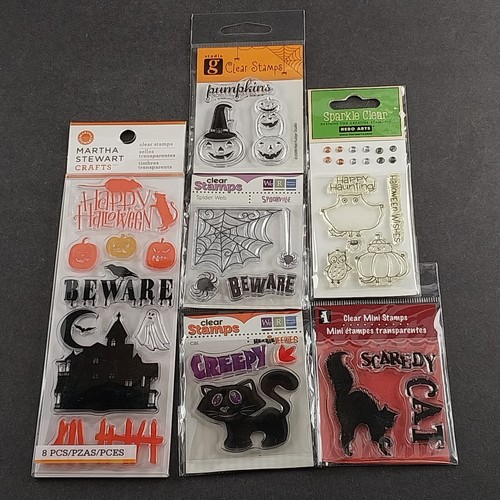 MARTHA
STEWART
CRAFTS
clear stamps
sellos
transparentes
timbres
transparents
HAPPY
HALLOWEEN
BEWARE
8 PCS/PZAS/PCES
studio
g
Clear Stamps
pumpkins
clear
Stamps
Spider Web
SPOOKVILLE
BEWARE
clear
Stamps
CREEPY
Sparkle Clear
HERO ARTS
HAPPY
Haunting!
HALLOWEEN WISHES
Clear Mini Stamps
Mini étampes transparentes
SCAREDY
CAT